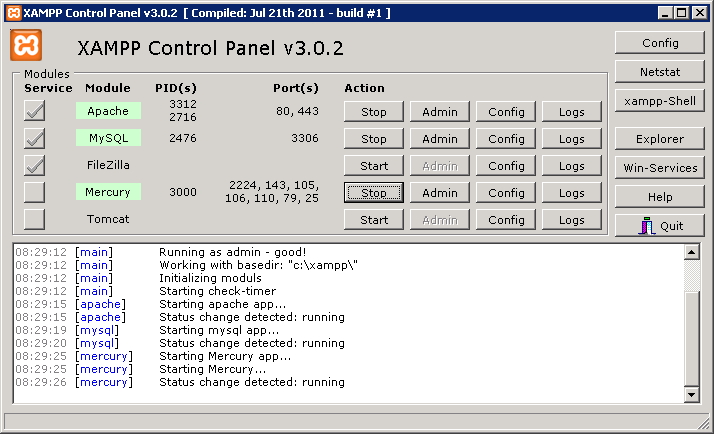 XAMPP Control Panel v3.0.2 [ Compiled: Jul 21th 2011 - build #1 ]
XAMPP Control Panel v3.0.2
Config
Netstat
xampp-Shell
Explorer
Win-Services
Help
Quit
Modules
Service Module PID(s) Port(s) Action
Apache 3312 2716 80, 443 Stop Admin Config Logs
MySQL 2476 3306 Stop Admin Config Logs
FileZilla Start Admin Config Logs
Mercury 3000 2224, 143, 105, 106, 110, 79, 25 Stop Admin Config Logs
Tomcat Start Admin Config Logs
08:29:12 [main] Running as admin - good!
08:29:12 [main] Working with basedir: "c:\xampp\"
08:29:12 [main] Initializing moduls
08:29:12 [main] Starting check-timer
08:29:15 [apache] Starting apache app...
08:29:15 [apache] Status change detected: running
08:29:19 [mysql] Starting mysql app...
08:29:20 [mysql] Status change detected: running
08:29:25 [mercury] Starting Mercury app...
08:29:25 [mercury] Starting Mercury...
08:29:26 [mercury] Status change detected: running